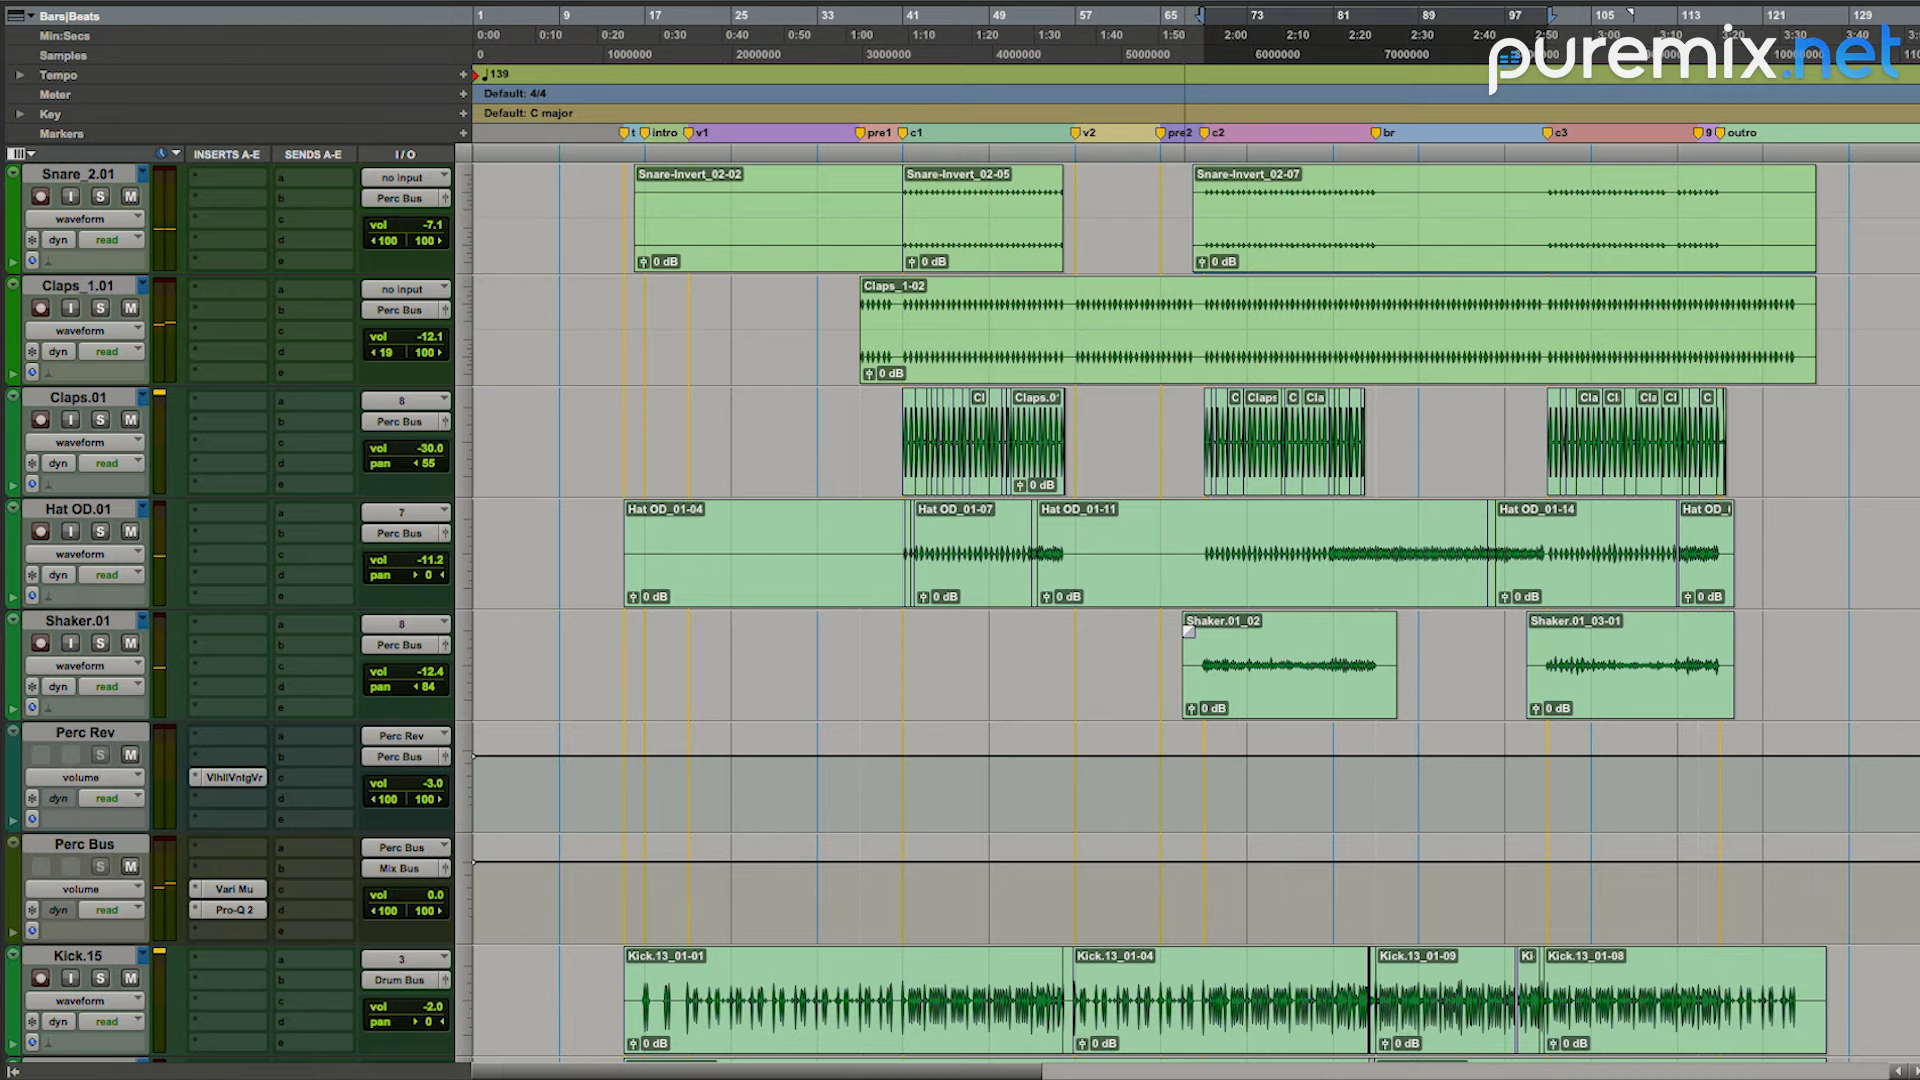 Bars|Beats 1 9 17 25 33 41 49 57 65 73 81 89 97 105 113 121 129
Min:Secs 0:00 0:10 0:20 0:30 0:40 0:50 1:00 1:10 1:20 1:30 1:40 1:50 2:00 2:10 2:20 2:30 2:40 2:50 3:00 3:10 3:20 3:30 3:40
Samples 0 1000000 2000000 3000000 4000000 5000000 6000000 7000000
puremix.net
Tempo 139
Meter Default: 4/4
Key Default: C major
Markers t intro v1 pre1 c1 v2 pre2 c2 br c3 9 outro
INSERTS A-E SENDS A-E I / O
Snare_2.01 a no input Snare-Invert_02-02 Snare-Invert_02-05 Snare-Invert_02-07
I S M b Perc Bus
waveform c vol -7.1
dyn read d 100 100
e 0 dB 0 dB 0 dB
Claps_1.01 a no input Claps_1-02
I S M b Perc Bus
waveform c vol -12.1
dyn read d 19 100
e 0 dB
Claps.01 a 8 Cl Claps.0 C Claps C Cla Cla Cl Cla Cl C
I S M b Perc Bus
waveform c vol -30.0
dyn read d pan 55
e 0 dB
Hat OD.01 a 7 Hat OD_01-04 Hat OD_01-07 Hat OD_01-11 Hat OD_01-14 Hat OD_
I S M b Perc Bus
waveform c vol -11.2
dyn read d pan 0
e 0 dB 0 dB 0 dB 0 dB 0 dB
Shaker.01 a 8 Shaker.01_02 Shaker.01_03-01
I S M b Perc Bus
waveform c vol -12.4
dyn read d pan 84
e 0 dB 0 dB
Perc Rev a Perc Rev
S M b Perc Bus
volume VlhllVntgVr c vol -3.0
dyn read d 100 100
e
Perc Bus a Perc Bus
S M b Mix Bus
volume Vari Mu c vol 0.0
dyn read Pro-Q 2 d 100 100
e
Kick.15 a 3 Kick.13_01-01 Kick.13_01-04 Kick.13_01-09 Ki Kick.13_01-08
I S M b Drum Bus
waveform c vol -2.0
dyn read d pan 0
e 0 dB 0 dB 0 dB 0 dB